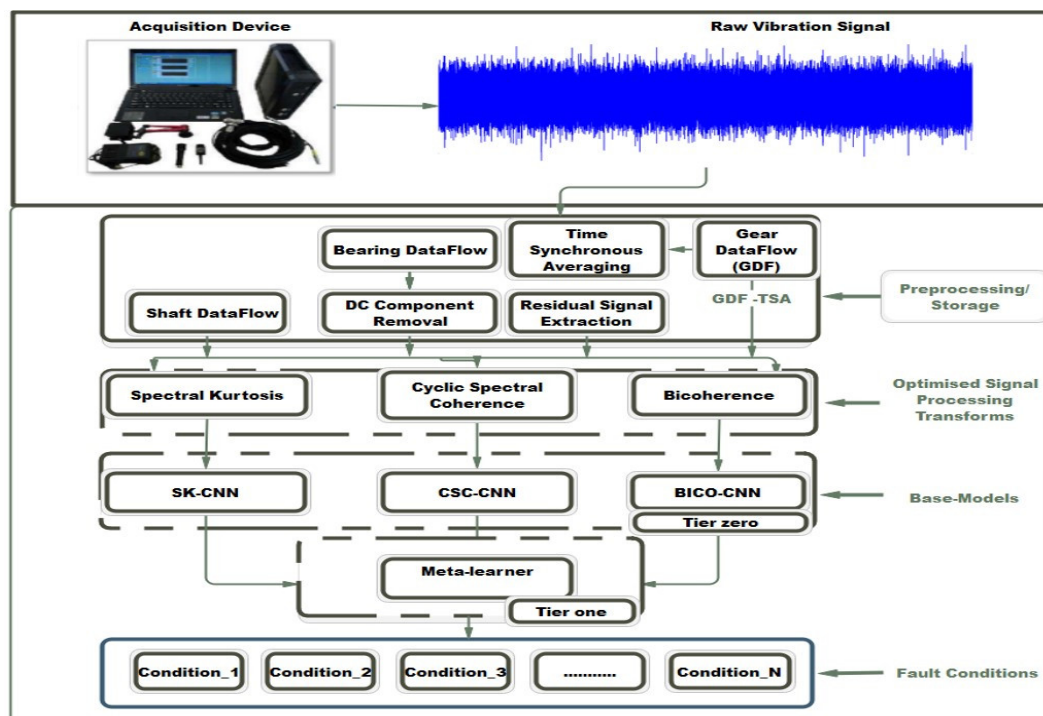 Acquisition Device
Raw Vibration Signal
Bearing DataFlow
Time
Synchronous
Averaging
Gear
DataFlow
(GDF)
GDF -TSA
Shaft DataFlow
DC Component
Removal
Residual Signal
Extraction
Preprocessing/
Storage
Spectral Kurtosis
Cyclic Spectral
Coherence
Bicoherence
Optimised Signal
Processing
Transforms
SK-CNN
CSC-CNN
BICO-CNN
Tier zero
Base-Models
Meta-learner
Tier one
Condition_1
Condition_2
Condition_3
...........
Condition_N
Fault Conditions